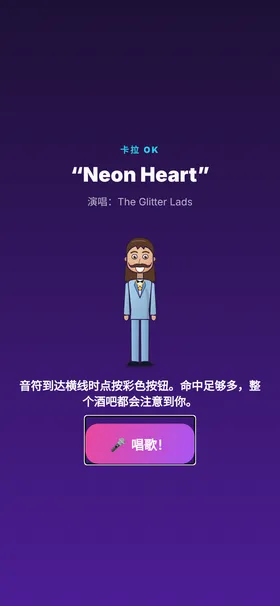 卡拉 OK
“Neon Heart”
演唱：The Glitter Lads
音符到达横线时点按彩色按钮。命中足够多，整
个酒吧都会注意到你。
🎤 唱歌！